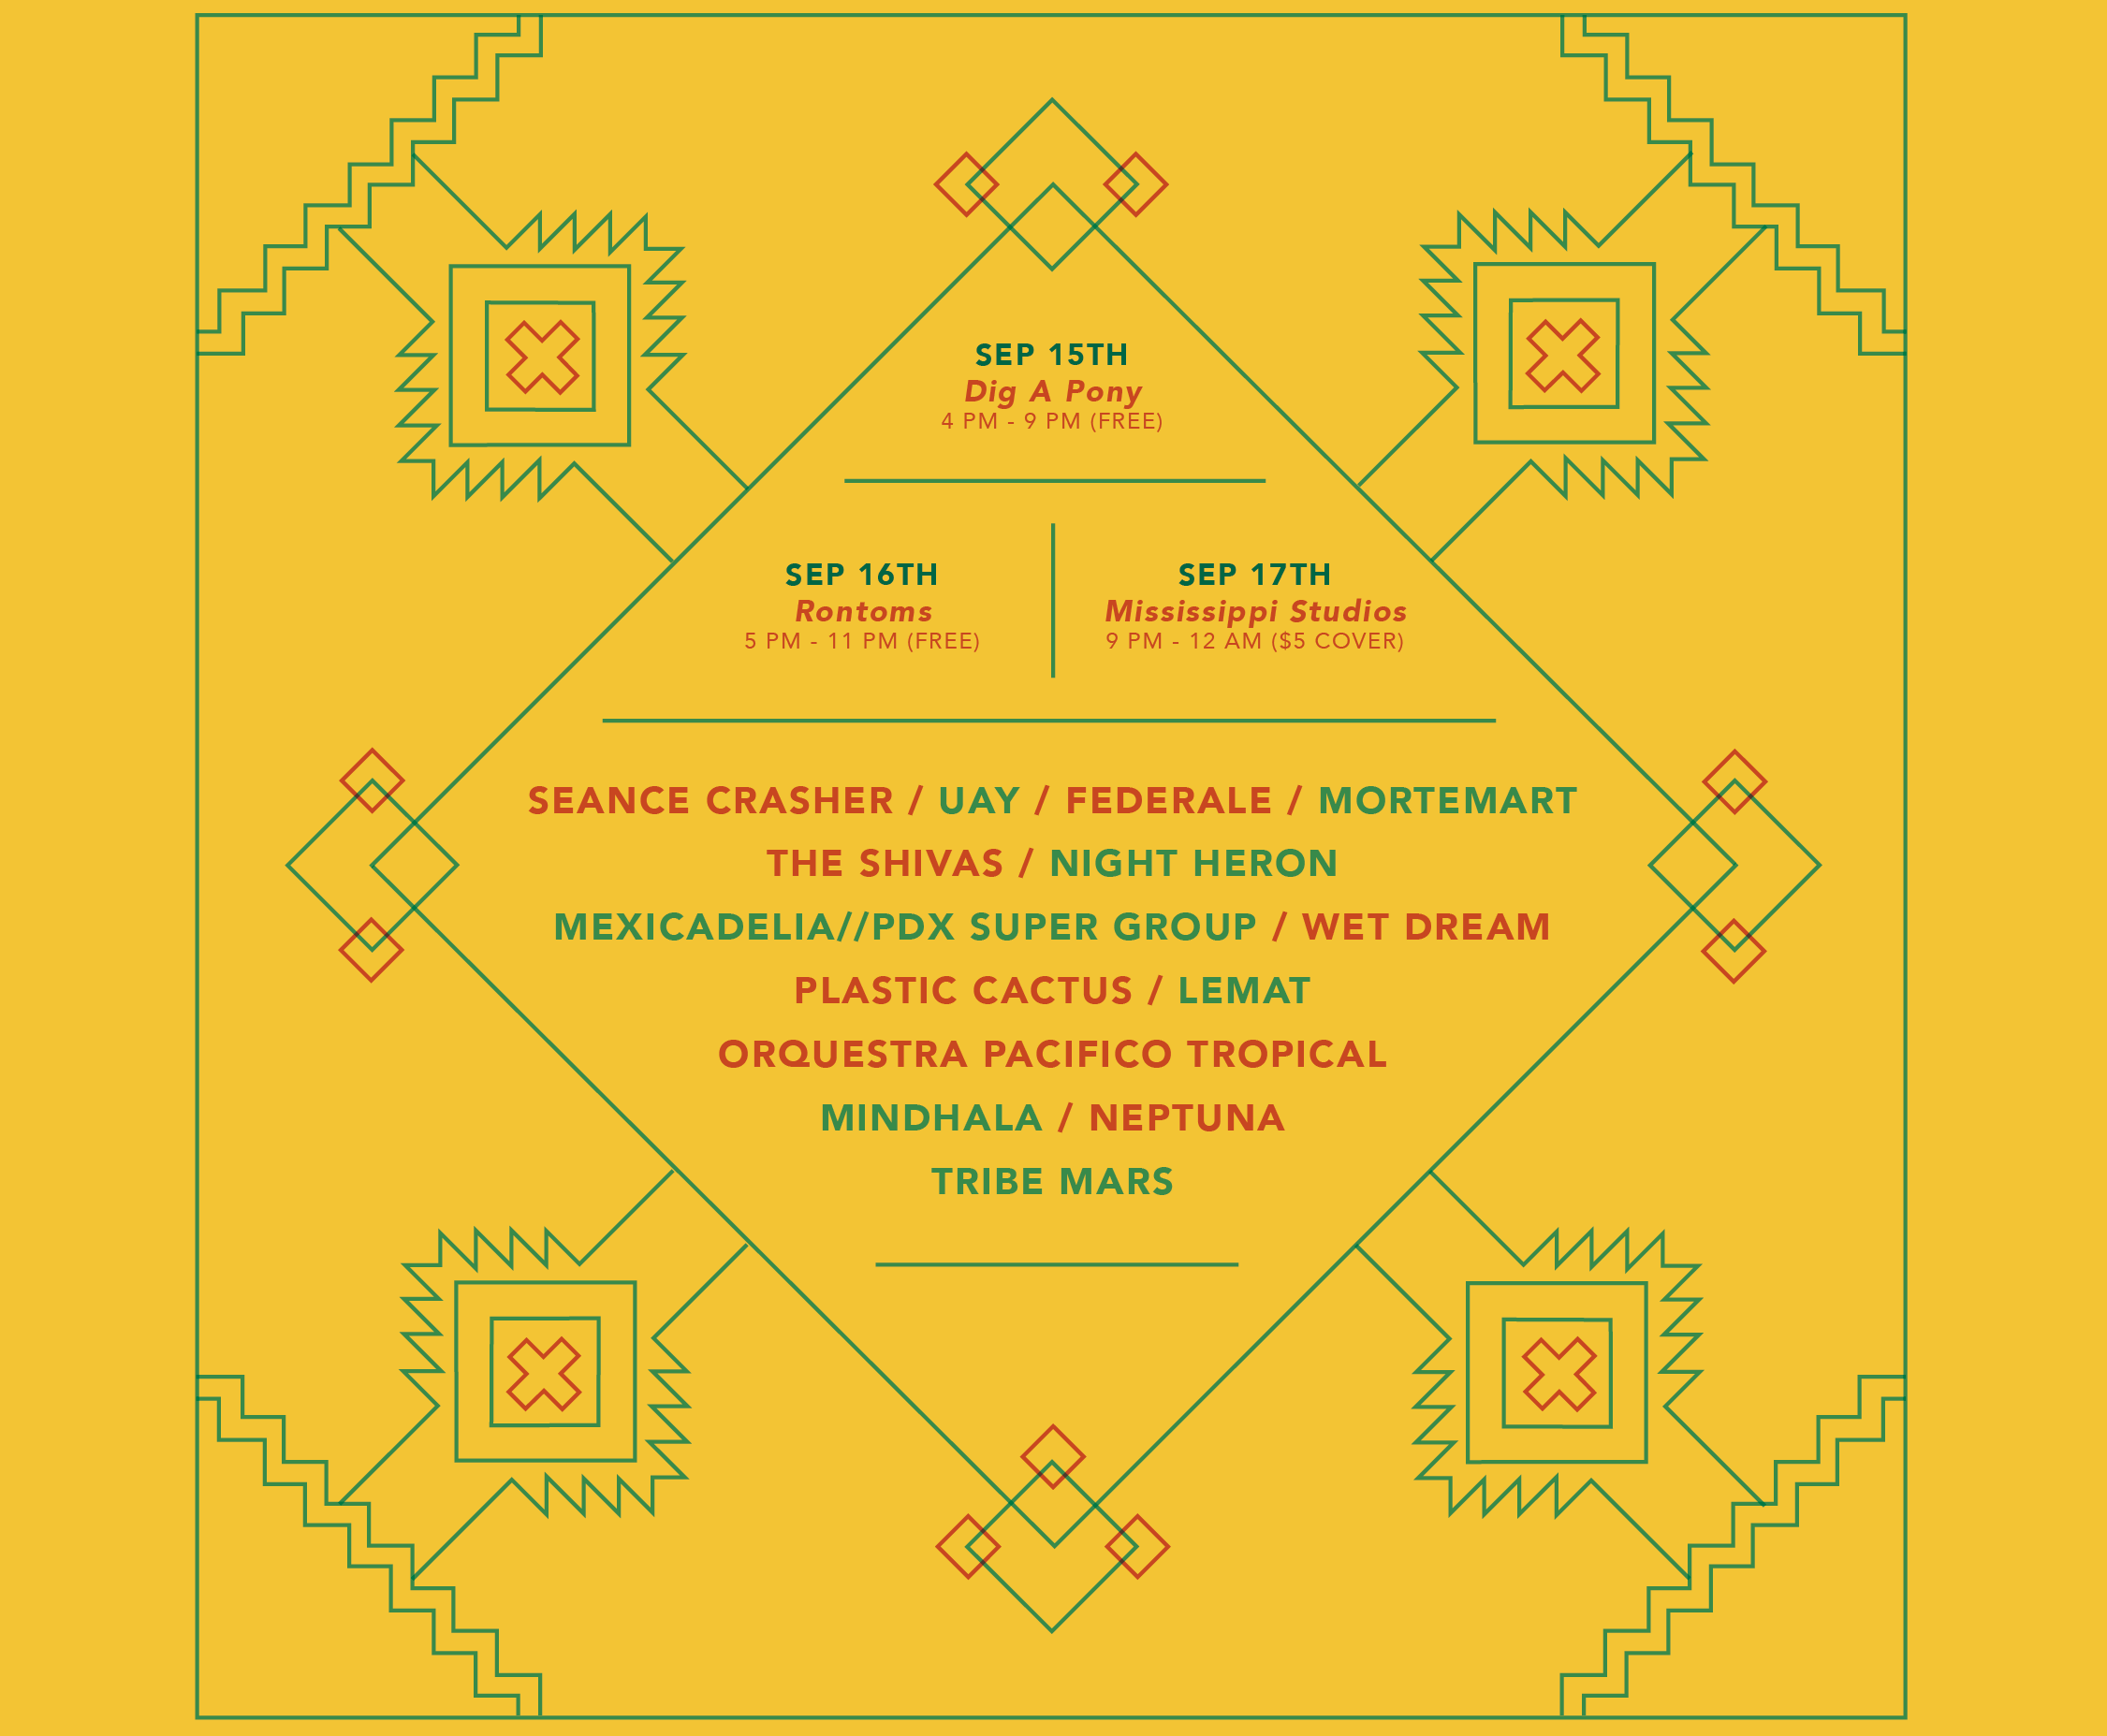 SEP 15TH
Dig A Pony
4 PM - 9 PM (FREE)
SEP 16TH
Rontoms
5 PM - 11 PM (FREE)
SEP 17TH
Mississippi Studios
9 PM - 12 AM ($5 COVER)
SEANCE CRASHER / UAY / FEDERALE / MORTEMART
THE SHIVAS / NIGHT HERON
MEXICADELIA//PDX SUPER GROUP / WET DREAM
PLASTIC CACTUS / LEMAT
ORQUESTRA PACIFICO TROPICAL
MINDHALA / NEPTUNA
TRIBE MARS